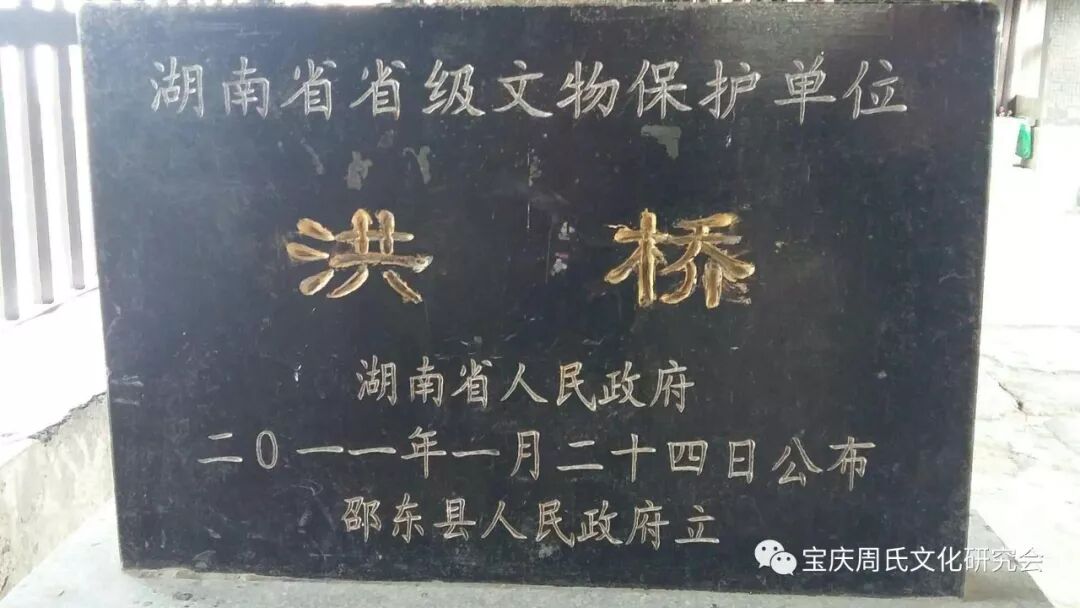 湖南省省级文物保护单位
洪桥
湖南省人民政府
二0一一年一月二十四日公布
邵东县人民政府立
宝庆周氏文化研究会